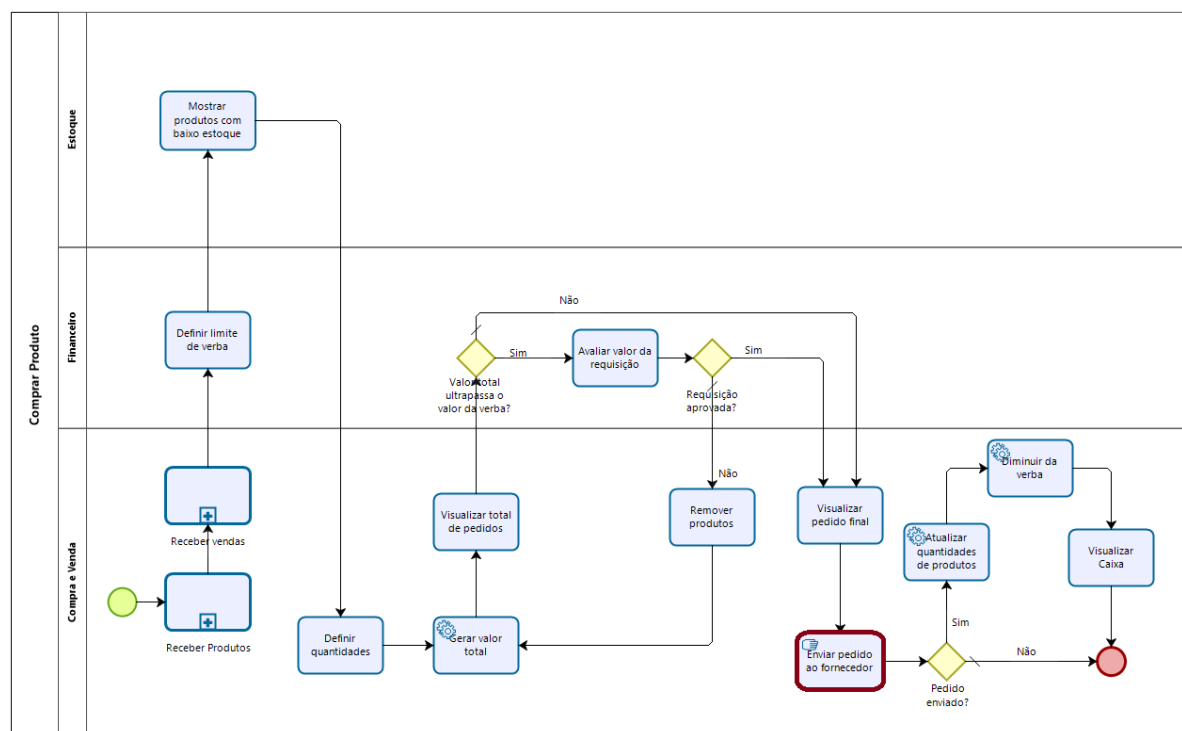 Comprar Produto
Estoque
Mostrar
produtos com
baixo estoque
Financeiro
Definir limite
de verba
Não
Valor total
ultrapassa o
valor da verba?
Sim
Avaliar valor da
requisição
Requisição
aprovada?
Sim
Compra e Venda
Receber vendas
Receber Produtos
Definir
quantidades
Gerar valor
total
Visualizar total
de pedidos
Não
Remover
produtos
Visualizar
pedido final
Enviar pedido
ao fornecedor
Pedido
enviado?
Sim
Não
Atualizar
quantidades
de produtos
Diminuir da
verba
Visualizar
Caixa